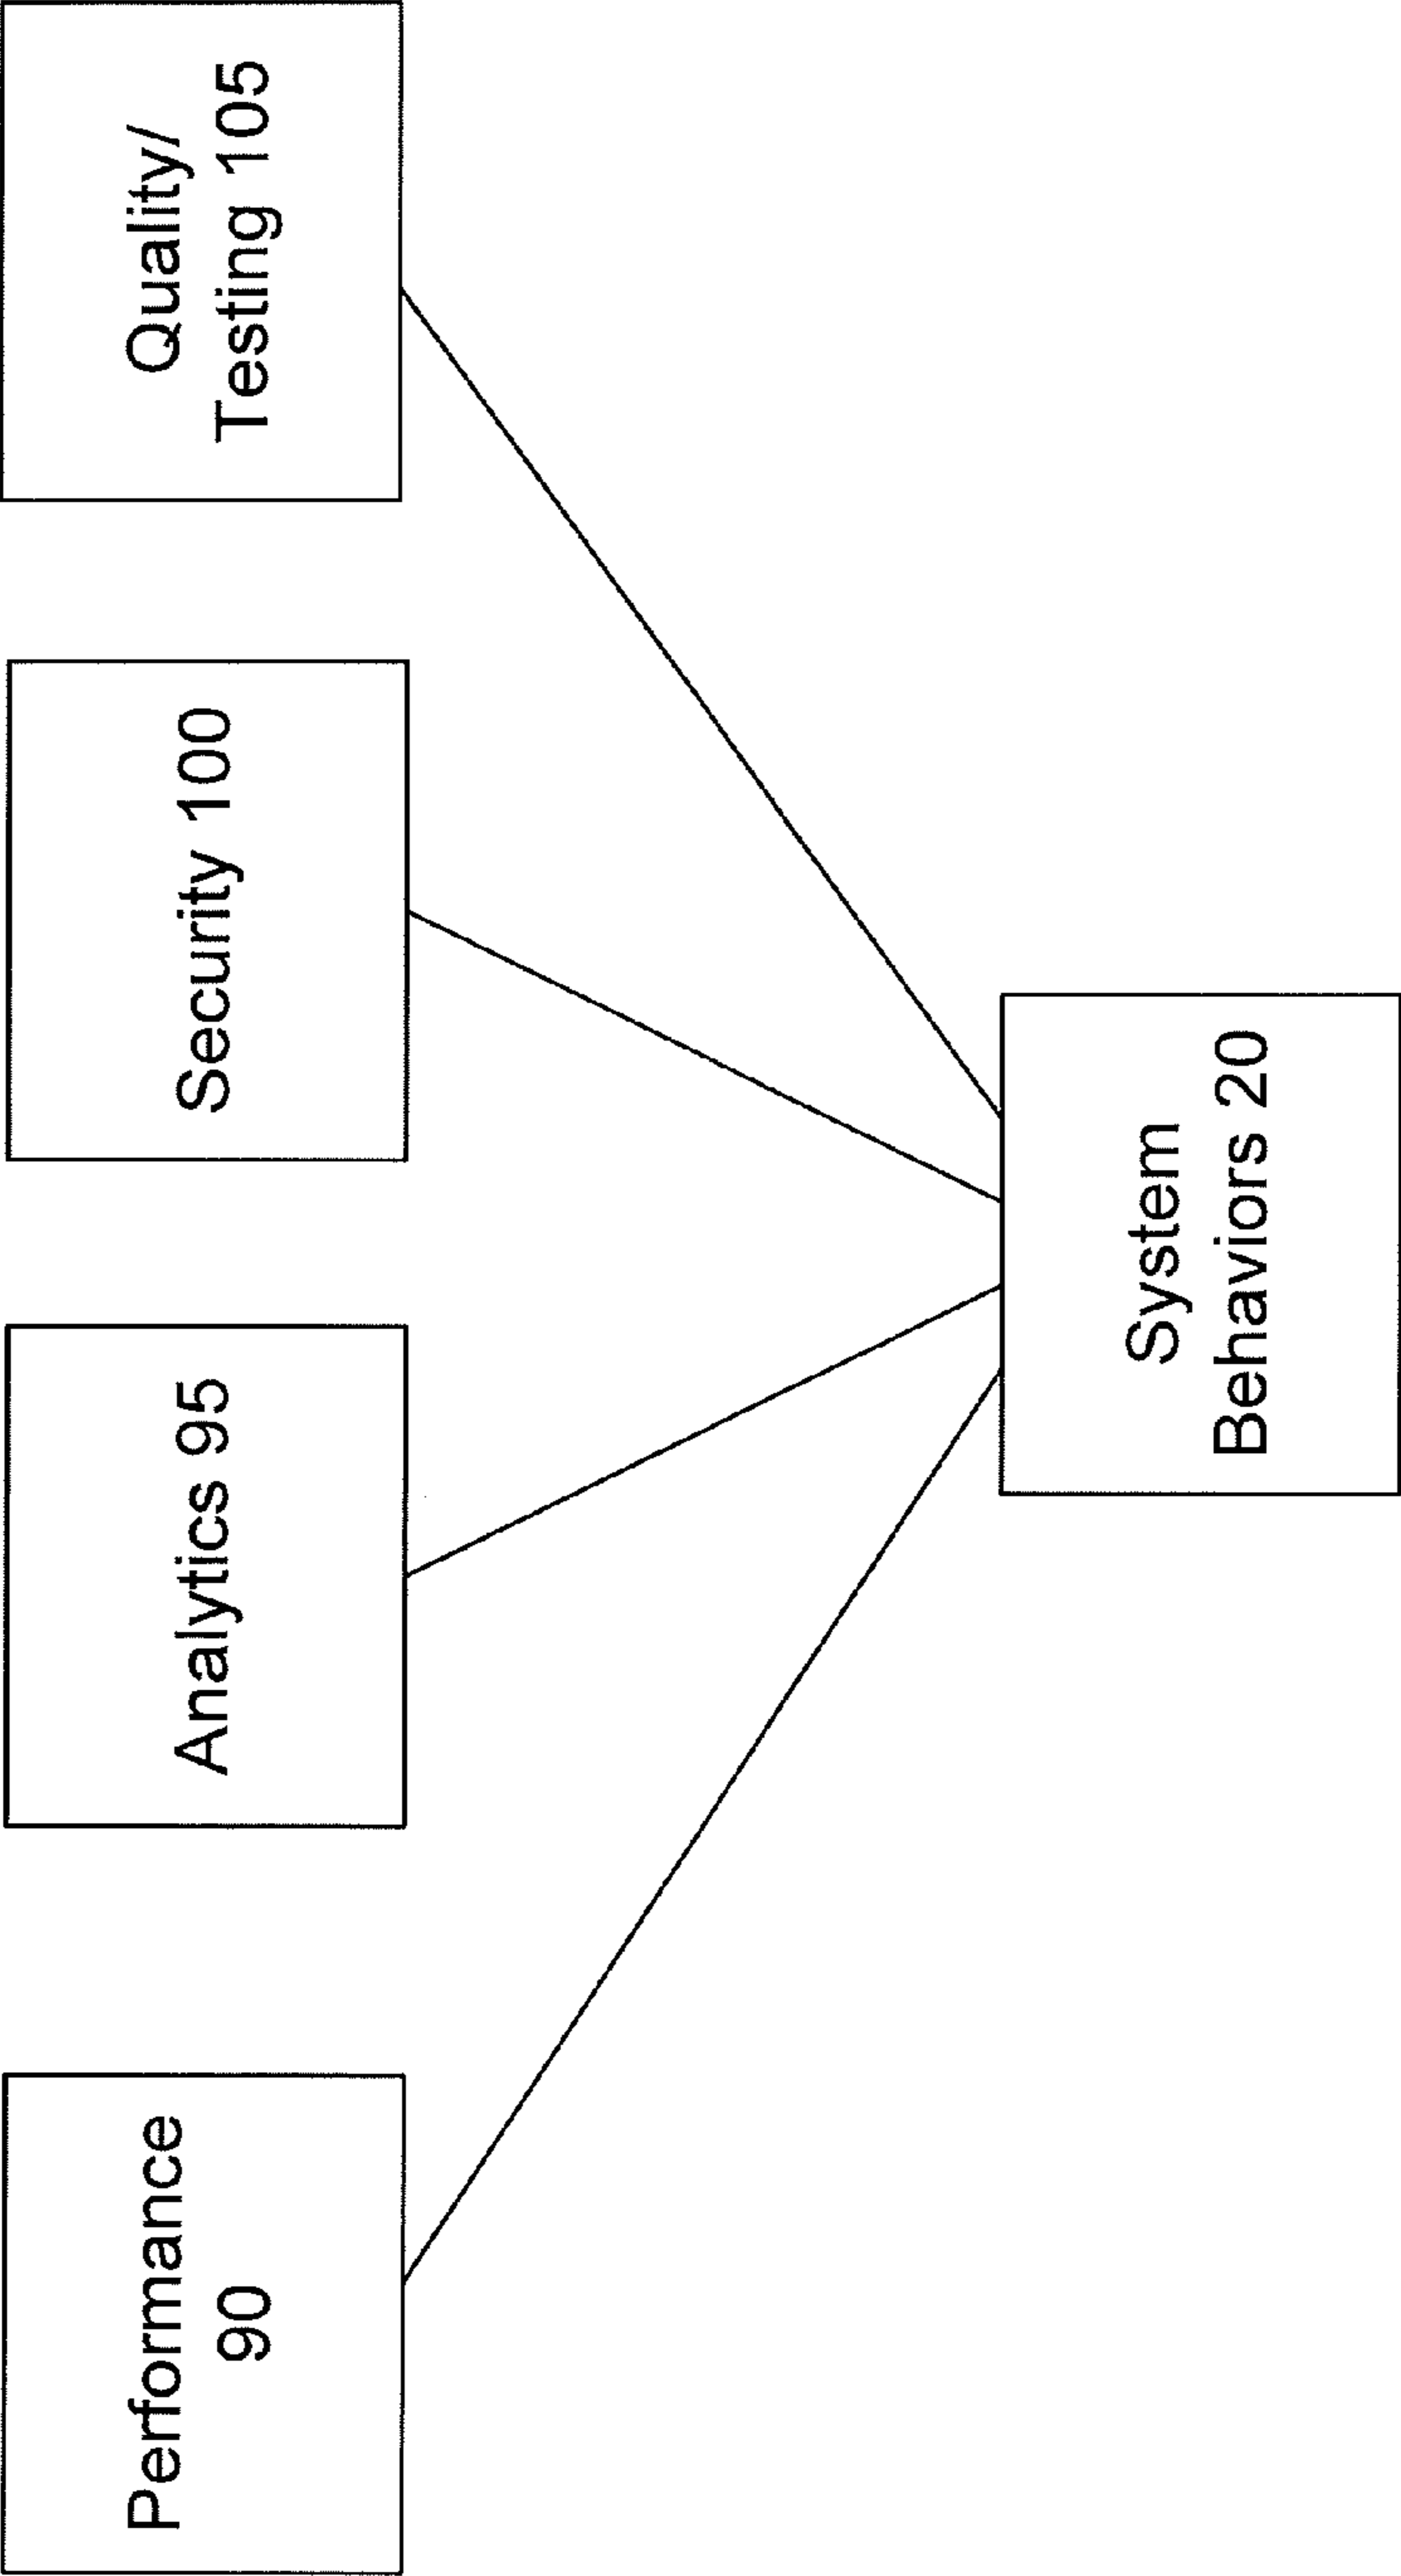 Performance
90
Analytics 95
Security 100
Quality/
Testing 105
System
Behaviors 20